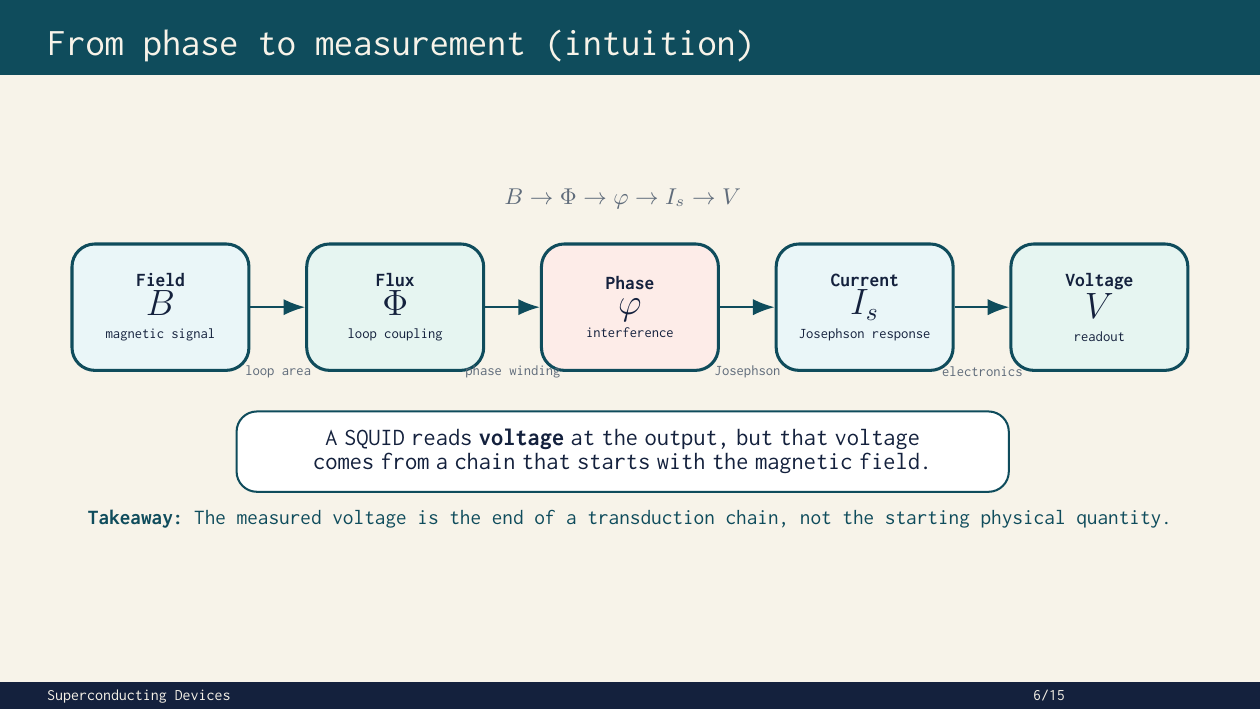 From phase to measurement (intuition)
B → Φ → φ → I_s → V
Field
B
magnetic signal
Flux
Φ
loop coupling
Phase
φ
interference
Current
I_s
Josephson response
Voltage
V
readout
loop area
phase winding
Josephson
electronics
A SQUID reads voltage at the output, but that voltage
comes from a chain that starts with the magnetic field.
Takeaway: The measured voltage is the end of a transduction chain, not the starting physical quantity.
Superconducting Devices
6/15